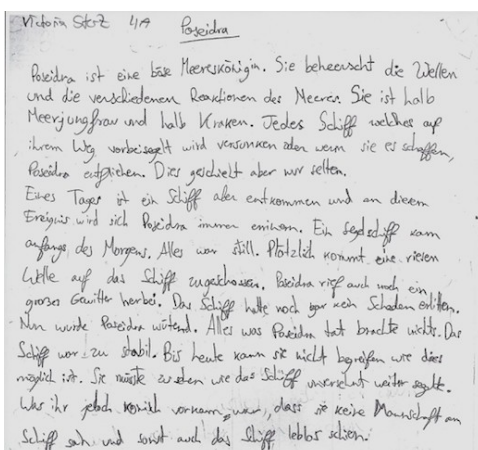 Victoria Sterz 4A Poseidra
Poseidra ist eine böse Meereskönigin. Sie beheerscht die Wellen
und die verschiedenen Reaktionen des Meeres. Sie ist halb
Meerjungfrau und halb Kraken. Jedes Schiff welches auf
ihrem Weg vorbeisegelt wird versunken oder wenn sie es schaffen,
Poseidra entfliehen. Dies geschieht aber nur selten.
Eines Tages ist ein Schiff aber entkommen und an diesem
Ereignis wird sich Poseidra immer erinnern. Ein Segelschiff kam
anfangs des Morgens. Alles war still. Plötzlich kommt eine riesen
Welle auf das Schiff zugeschossen. Poseidra rief auch noch ein
groses Gewitter herbei. Das Schiff hatte noch gar kein Schaden erlitten.
Nun wurde Poseidra wütend. Alles was Poseidra tat brachte nichts. Das
Schiff war zu stabil. Bis heute kann sie nicht begreifen wie dies
möglich ist. Sie musste zusehen wie das Schiff unversehrt weiter segelte.
Was ihr jedoch komisch vorkam, war, dass sie keine Mannschaft am
Schiff sah und sonst auch das Schiff leblos schien.